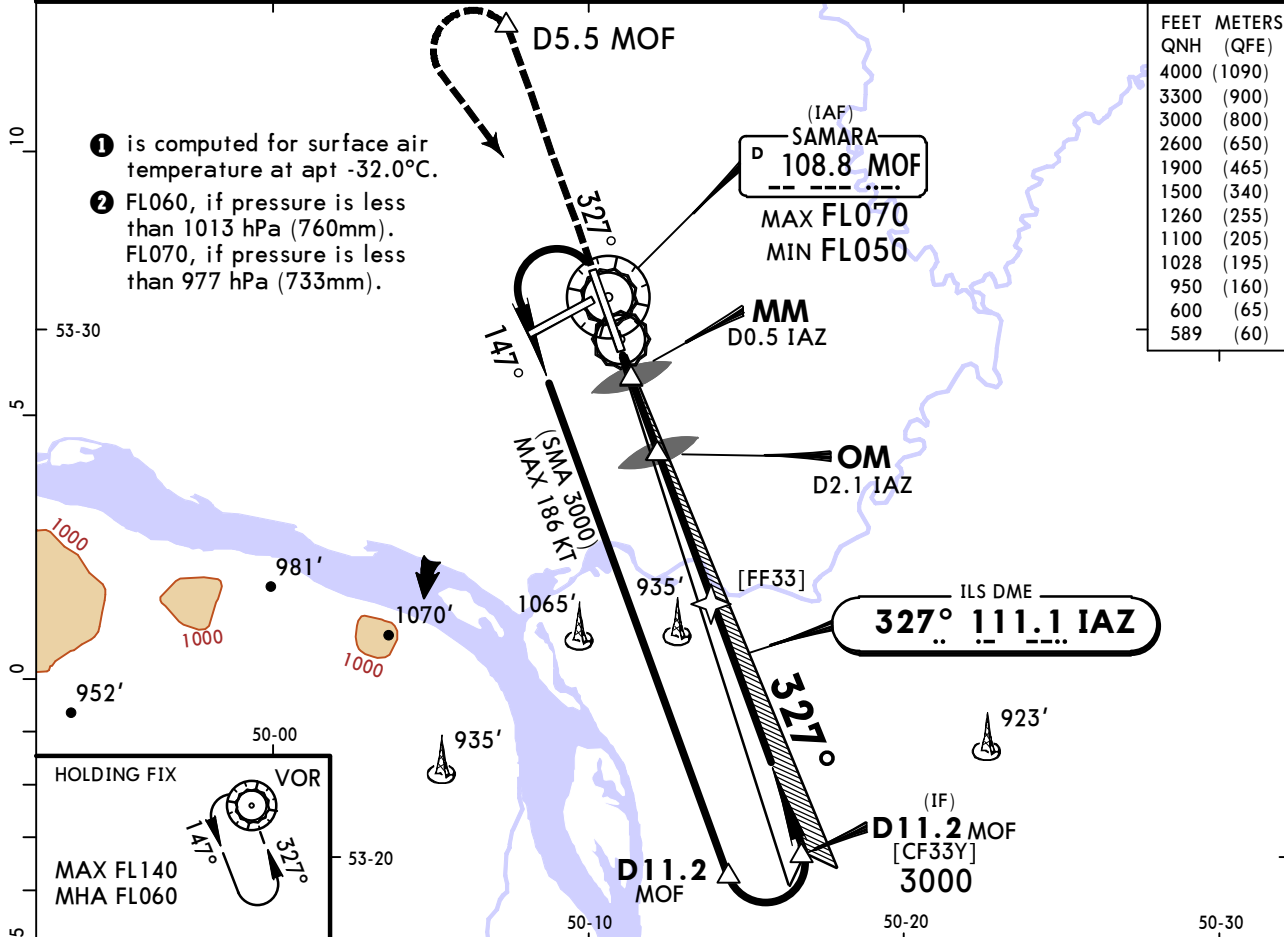 D5.5 MOF
FEET METERS
QNH (QFE)
4000 (1090)
3300 (900)
3000 (800)
2600 (650)
1900 (465)
1500 (340)
1260 (255)
1100 (205)
1028 (195)
950 (160)
600 (65)
589 (60)
10
1 is computed for surface air
temperature at apt -32.0°C.
2 FL060, if pressure is less
than 1013 hPa (760mm).
FL070, if pressure is less
than 977 hPa (733mm).
(IAF)
SAMARA
D 108.8 MOF
MAX FL070
MIN FL050
327°
53-30
147°
MM
D0.5 IAZ
5
(SMA 3000)
MAX 186 KT
OM
D2.1 IAZ
1000
981'
1070'
1065'
935'
[FF33]
ILS DME
327° 111.1 IAZ
1000
1000
0
952'
327°
935'
923'
50-00
HOLDING FIX
VOR
147°
327°
MAX FL140
MHA FL060
53-20
(IF)
D11.2 MOF
[CF33Y]
3000
D11.2
MOF
5
50-10
50-20
50-30